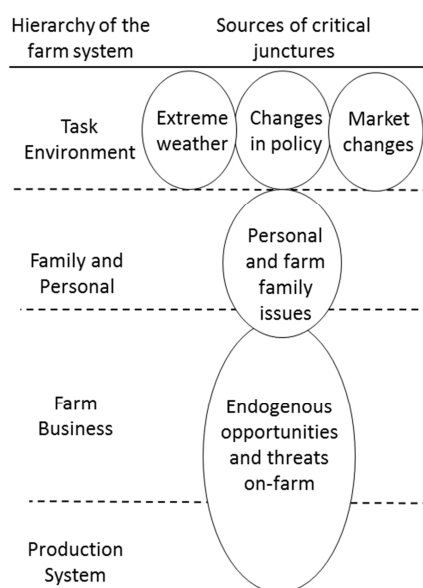 Hierarchy of the
farm system
Sources of critical
junctures
Task
Environment
Extreme
weather
Changes
in policy
Market
changes
Family and
Personal
Personal
and farm
family
issues
Farm
Business
Endogenous
opportunities
and threats
on-farm
Production
System